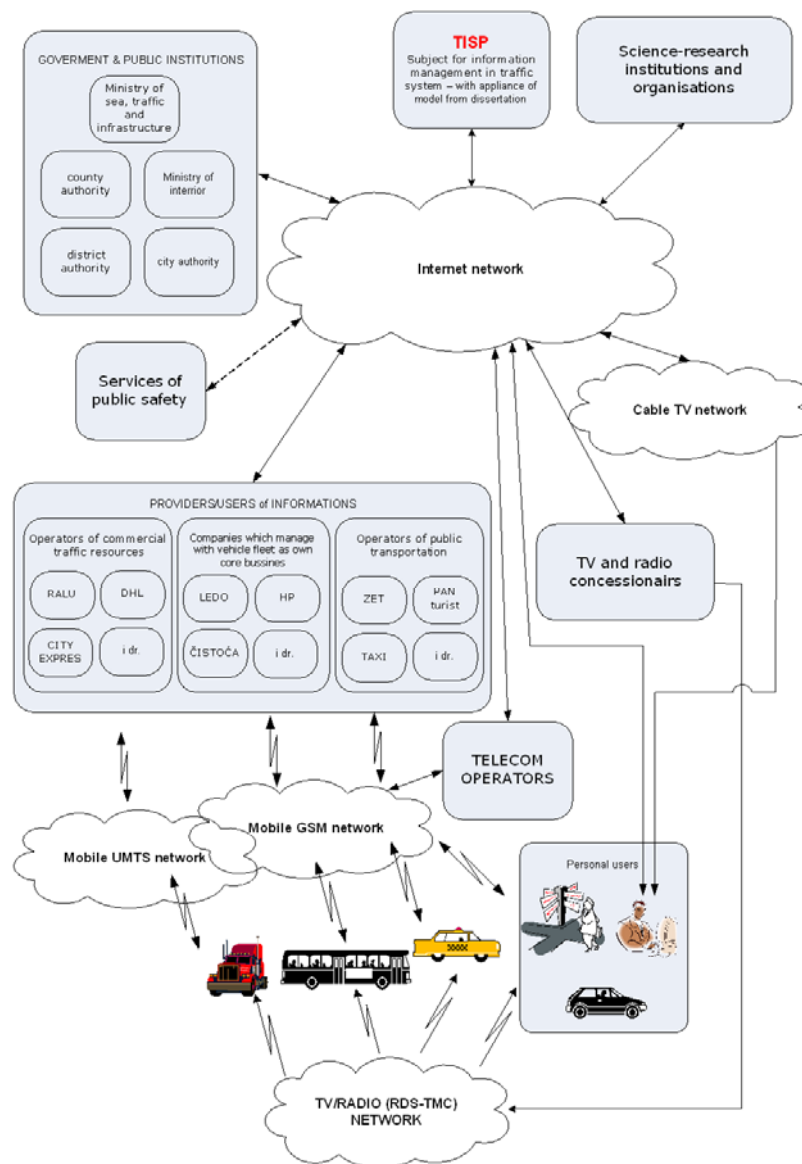 GOVERMENT & PUBLIC INSTITUTIONS
Ministry of
sea, traffic
and
infrastructure
county
authority
Ministry of
interrior
district
authority
city authority
TISP
Subject for information
management in traffic
system – with appliance of
model from dissertation
Science-research
institutions and
organisations
Internet network
Services of
public safety
Cable TV network
PROVIDERS/USERS of INFORMATIONS
Operators of commercial
traffic resources
RALU
DHL
CITY
EXPRES
i dr.
Companies which manage
with vehicle fleet as own
core bussines
LEDO
HP
ČISTOĆA
i dr.
Operators of public
transportation
ZET
PAN
turist
TAXI
i dr.
TV and radio
concessionairs
TELECOM
OPERATORS
Mobile GSM network
Mobile UMTS network
Personal users
TV/RADIO (RDS-TMC)
NETWORK